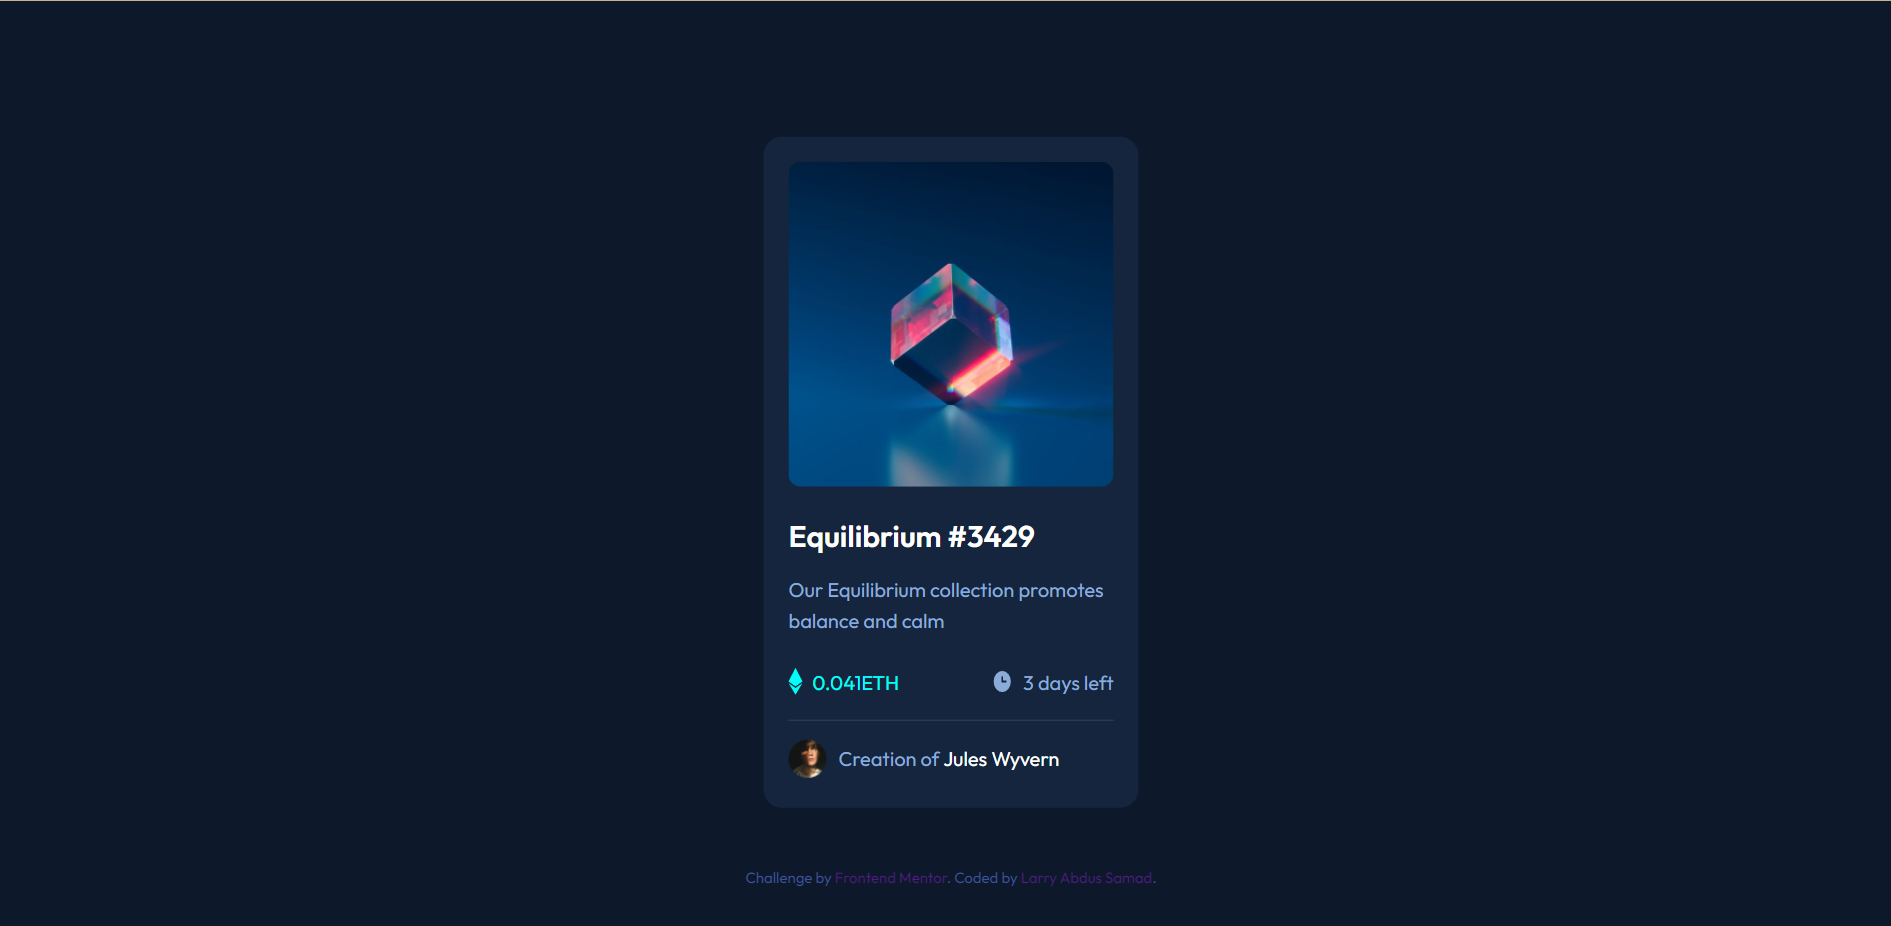 Equilibrium #3429
Our Equilibrium collection promotes
balance and calm
0.041ETH
3 days left
Creation of Jules Wyvern
Challenge by Frontend Mentor. Coded by Larry Abdus Samad.